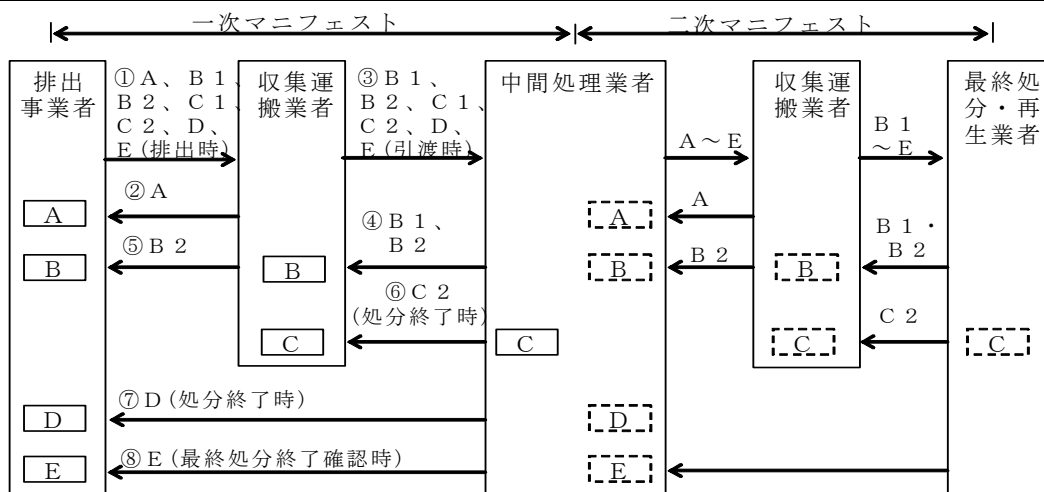 一次マニフェスト
二次マニフェスト
排出
事業者
①A、B1、
B2、C1、
C2、D、
E(排出時)
収集運
搬業者
③B1、
B2、C1、
C2、D、
E(引渡時)
中間処理業者
A~E
収集運
搬業者
B1
~E
最終処
分・再
生業者
②A
A
A
A
④B1、
B2
B1・
B2
⑤B2
B
B
B2
B
B
⑥C2
(処分終了時)
C
C
C2
C
C
⑦D(処分終了時)
D
D
⑧E(最終処分終了確認時)
E
E